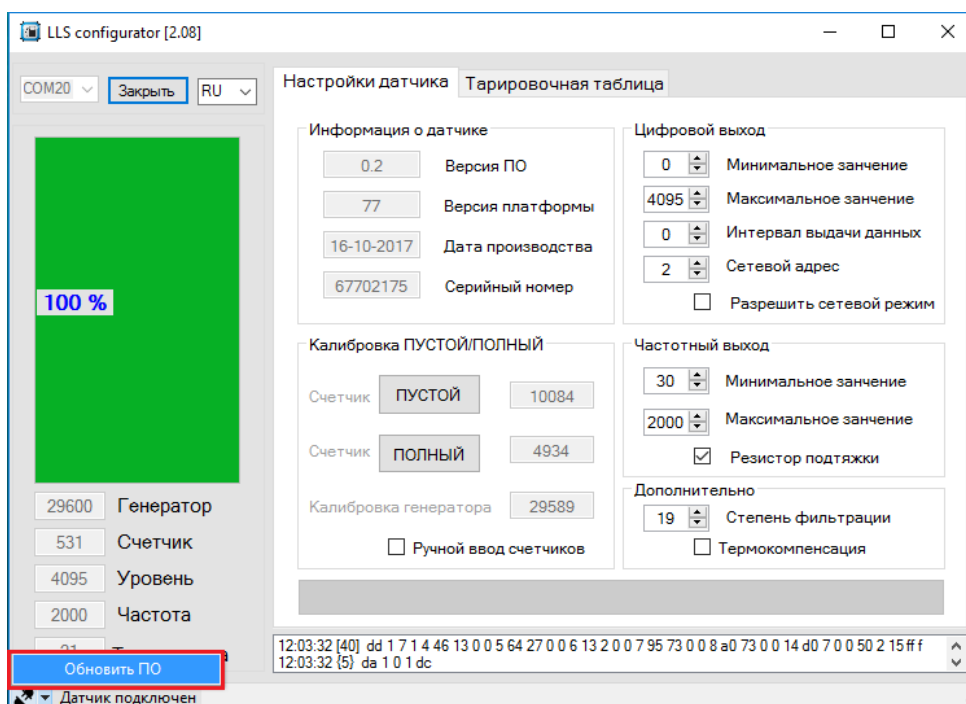 LLS configurator [2.08]
COM20 Закрыть RU
Настройки датчика Тарировочная таблица
Информация о датчике
0.2 Версия ПО
77 Версия платформы
16-10-2017 Дата производства
67702175 Серийный номер
Цифровой выход
0 Минимальное занчение
4095 Максимальное занчение
0 Интервал выдачи данных
2 Сетевой адрес
Разрешить сетевой режим
100 %
Калибровка ПУСТОЙ/ПОЛНЫЙ
Счетчик ПУСТОЙ 10084
Счетчик ПОЛНЫЙ 4934
Калибровка генератора 29589
Ручной ввод счетчиков
Частотный выход
30 Минимальное занчение
2000 Максимальное занчение
Резистор подтяжки
Дополнительно
19 Степень фильтрации
Термокомпенсация
29600 Генератор
531 Счетчик
4095 Уровень
2000 Частота
12:03:32 [40] dd 1 7 1 4 46 13 0 0 5 64 27 0 0 6 13 2 0 0 7 95 73 0 0 8 a0 73 0 0 14 d0 7 0 0 50 2 15 ff f
12:03:32 {5} da 1 0 1 dc
Обновить ПО
Датчик подключен